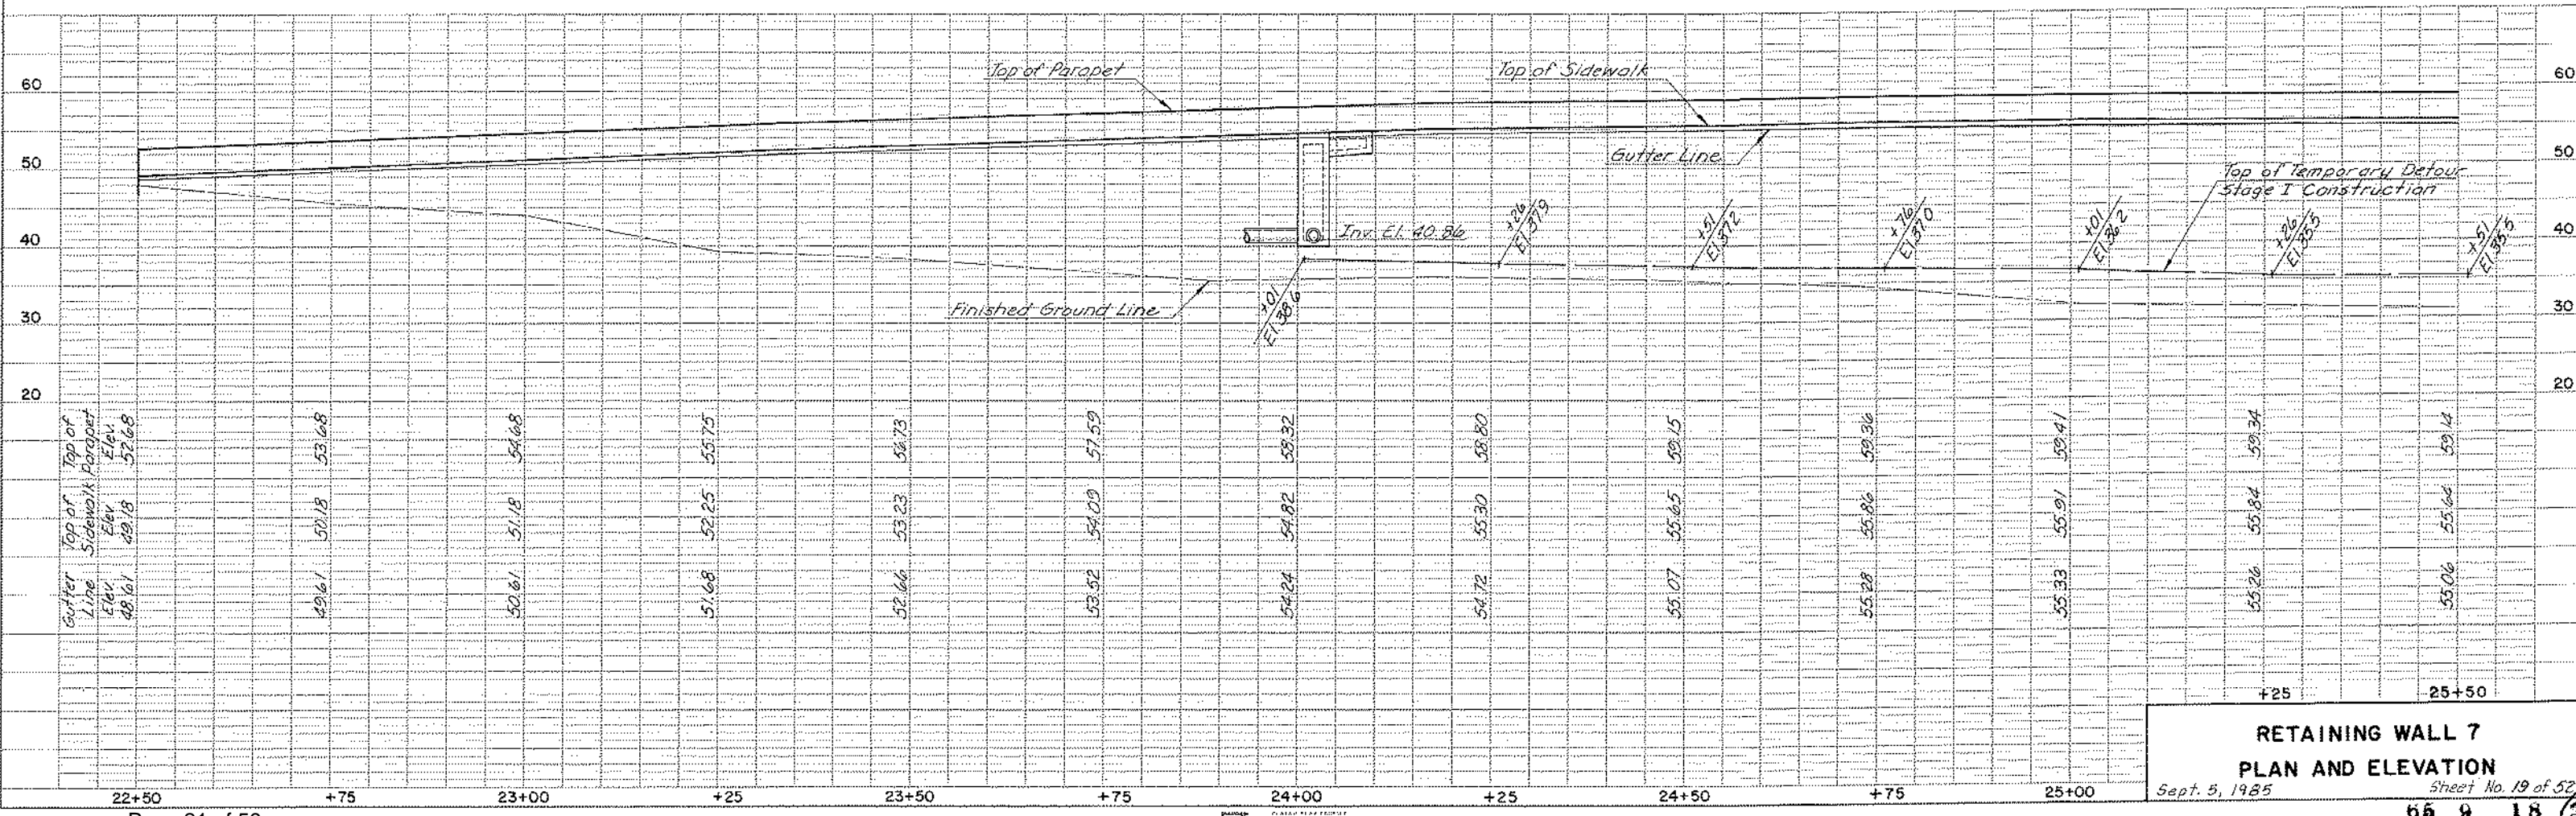 Top of Parapet
Top of Sidewalk
60
60
Gutter Line
50
50
Top of Temporary Detour
Stage I Construction
Inv. El. 40.86
+26
El.37.9
+51
El.37.2
+76
El.37.0
+01
El.36.2
+26
El.35.5
+51
El.35.5
40
40
Finished Ground Line
+01
El.38.6
30
30
20
20
Top of
Parapet
Elev.
52.68
53.68
54.68
55.75
56.73
57.59
58.32
58.80
59.15
59.36
59.41
59.34
59.14
Top of
Sidewalk
Elev.
49.18
50.18
51.18
52.25
53.23
54.09
54.82
55.30
55.65
55.86
55.91
55.84
55.64
Gutter
Line
Elev.
48.61
49.61
50.61
51.68
52.66
53.52
54.24
54.72
55.07
55.28
55.33
55.26
55.06
22+50
+75
23+00
+25
23+50
+75
24+00
+25
24+50
+75
25+00
+25
25+50
RETAINING WALL 7
PLAN AND ELEVATION
Sept. 5, 1985
Sheet No. 19 of 52